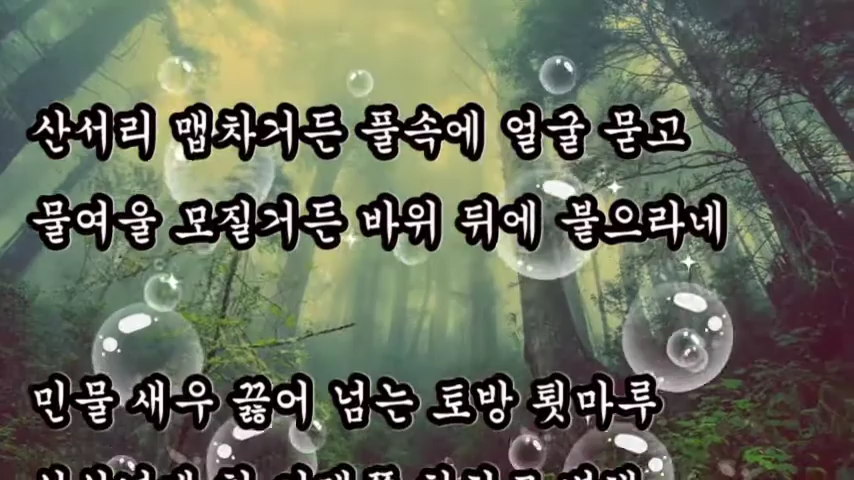 산서리 맵차거든 풀속에 얼굴 묻고
물여울 모질거든 바위 뒤에 붙으라네
민물 새우 끓어 넘는 토방 툇마루